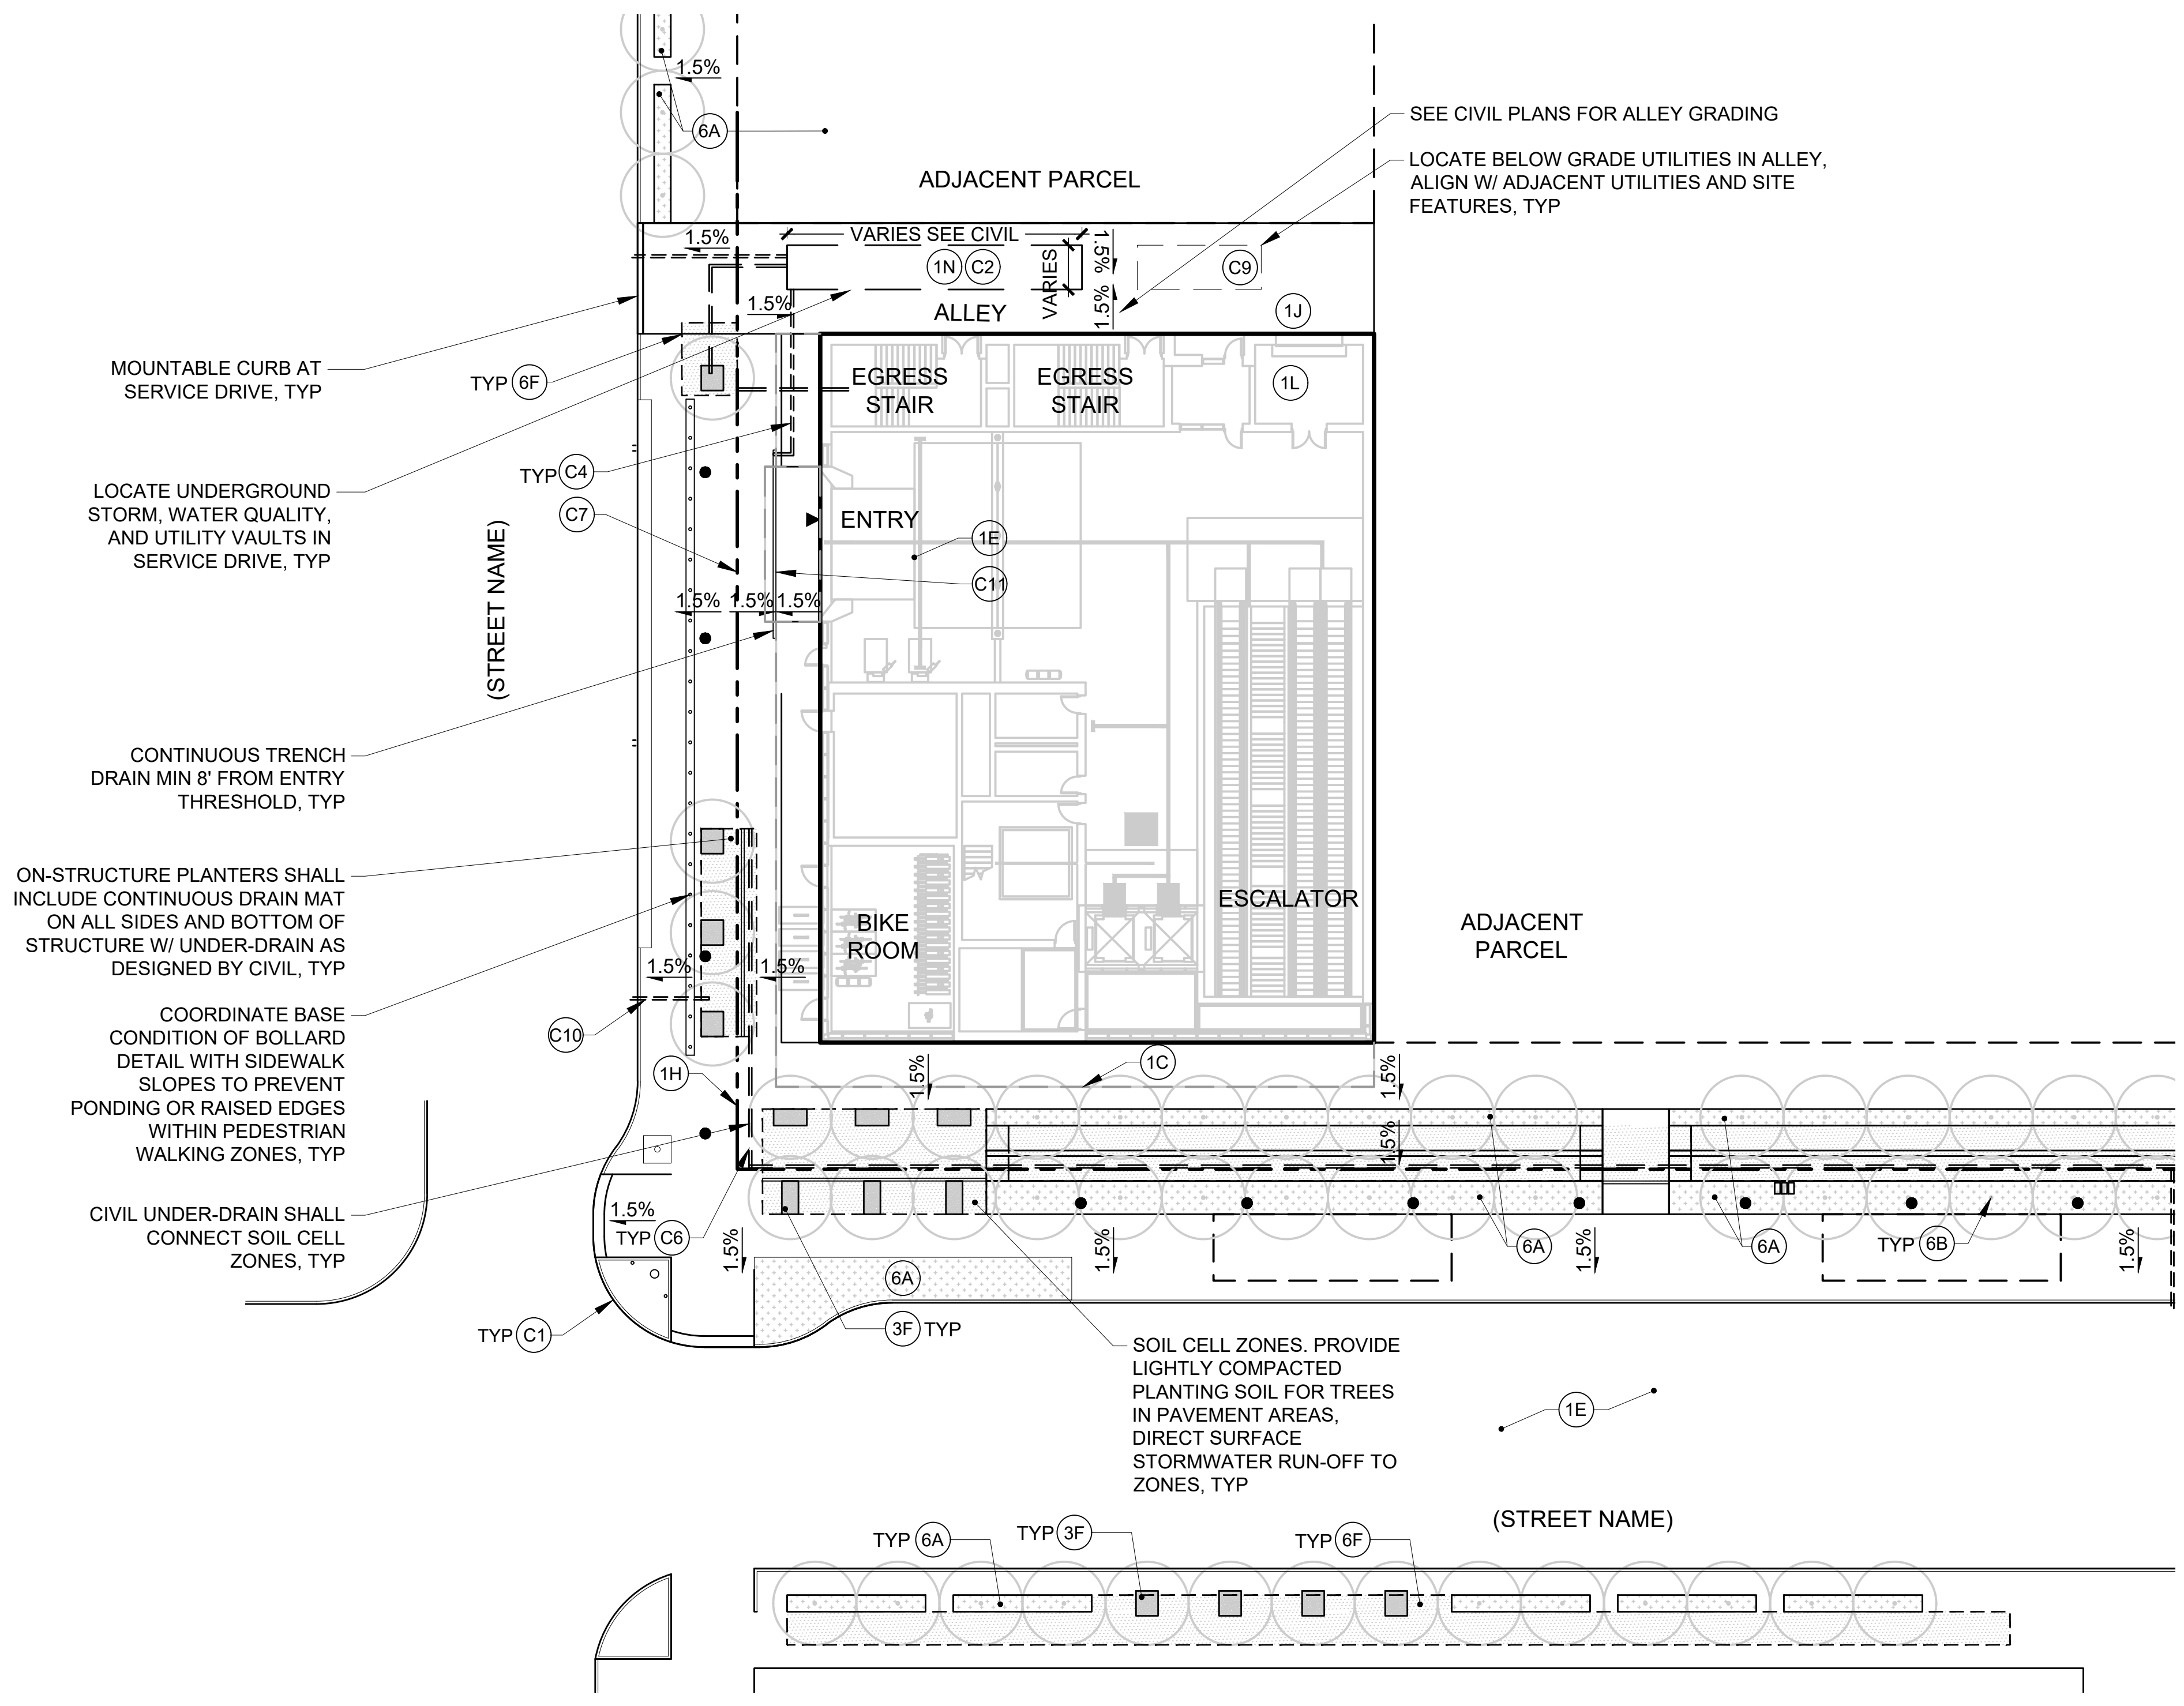 1.5%
6A
SEE CIVIL PLANS FOR ALLEY GRADING
LOCATE BELOW GRADE UTILITIES IN ALLEY,
ALIGN W/ ADJACENT UTILITIES AND SITE
FEATURES, TYP
ADJACENT PARCEL
1.5%
VARIES SEE CIVIL
1N
C2
VARIES
1.5%
1.5%
C9
1.5%
ALLEY
1J
MOUNTABLE CURB AT
SERVICE DRIVE, TYP
TYP 6F
EGRESS
STAIR
EGRESS
STAIR
1L
TYP C4
LOCATE UNDERGROUND
STORM, WATER QUALITY,
AND UTILITY VAULTS IN
SERVICE DRIVE, TYP
C7
(STREET NAME)
ENTRY
1E
C11
1.5%
1.5%
1.5%
CONTINUOUS TRENCH
DRAIN MIN 8' FROM ENTRY
THRESHOLD, TYP
ON-STRUCTURE PLANTERS SHALL
INCLUDE CONTINUOUS DRAIN MAT
ON ALL SIDES AND BOTTOM OF
STRUCTURE W/ UNDER-DRAIN AS
DESIGNED BY CIVIL, TYP
BIKE
ROOM
ESCALATOR
ADJACENT
PARCEL
1.5%
1.5%
COORDINATE BASE
CONDITION OF BOLLARD
DETAIL WITH SIDEWALK
SLOPES TO PREVENT
PONDING OR RAISED EDGES
WITHIN PEDESTRIAN
WALKING ZONES, TYP
C10
1H
1.5%
1C
1.5%
1.5%
CIVIL UNDER-DRAIN SHALL
CONNECT SOIL CELL
ZONES, TYP
1.5%
TYP C6
1.5%
1.5%
6A
1.5%
6A
TYP 6B
1.5%
6A
TYP C1
3F TYP
SOIL CELL ZONES. PROVIDE
LIGHTLY COMPACTED
PLANTING SOIL FOR TREES
IN PAVEMENT AREAS,
DIRECT SURFACE
STORMWATER RUN-OFF TO
ZONES, TYP
1E
(STREET NAME)
TYP 6A
TYP 3F
TYP 6F